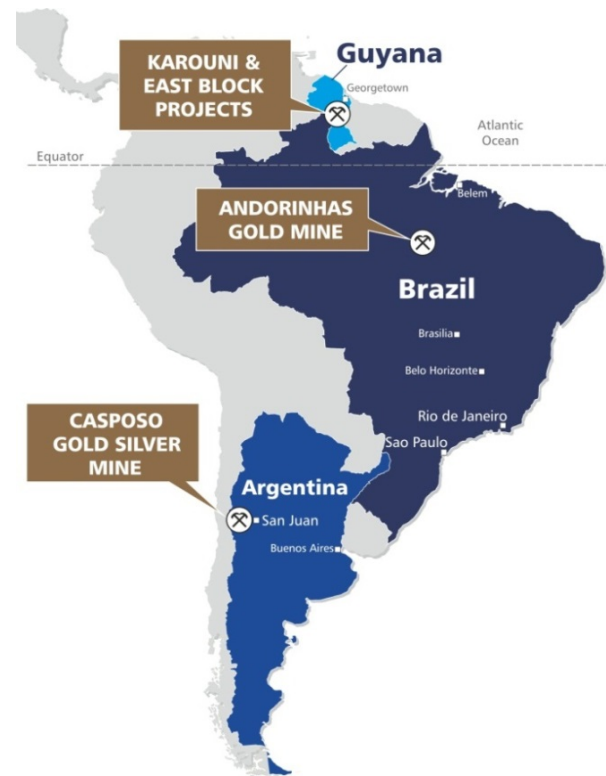 Guyana
KAROUNI &
EAST BLOCK
PROJECTS
Georgetown
Atlantic
Ocean
Equator
Belem
ANDORINHAS
GOLD MINE
Brazil
Brasilia
Belo Horizonte
Rio de Janeiro
Sao Paulo
CASPOSO
GOLD SILVER
MINE
Argentina
San Juan
Buenos Aires